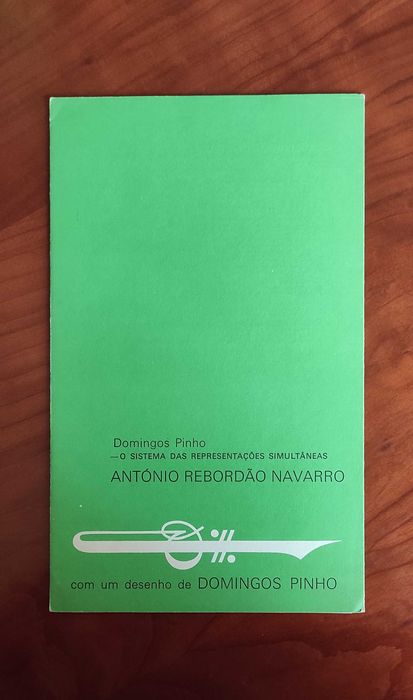 Domingos Pinho
—O SISTEMA DAS REPRESENTAÇÕES SIMULTÂNEAS
ANTÓNIO REBORDÃO NAVARRO
com um desenho de DOMINGOS PINHO